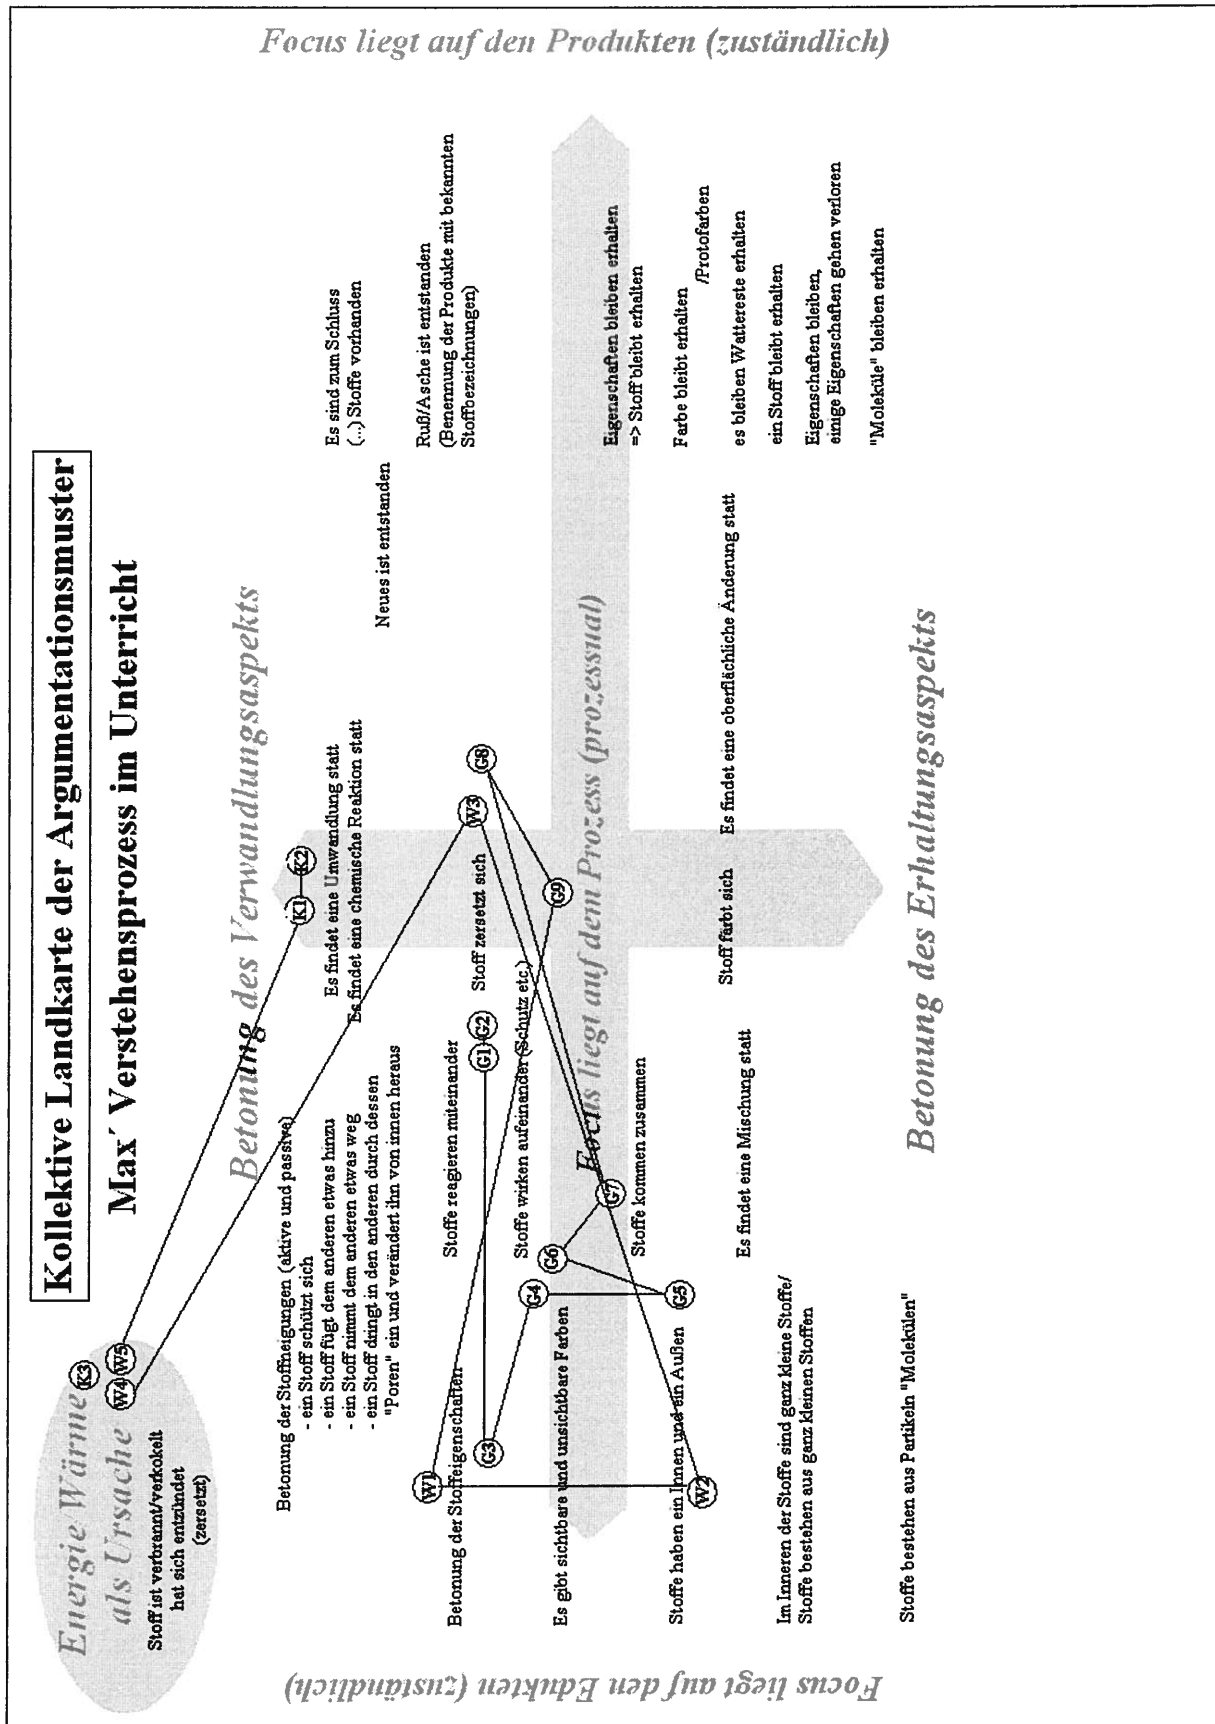 Kollektive Landkarte der Argumentationsmuster
Max´ Verstehensprozess im Unterricht
Energie/Wärme
als Ursache
Stoff ist verbrannt/verkokelt
hat sich entzündet
(zersetzt)
K3
W4
W5
Betonung des Verwandlungsaspekts
K1
K2
Betonung der Stoffneigungen (aktive und passive)
- ein Stoff schützt sich
- ein Stoff fügt dem anderen etwas hinzu
- ein Stoff nimmt dem anderen etwas weg
- ein Stoff dringt in den anderen durch dessen
"Poren" ein und verändert ihn von innen heraus
Es findet eine Umwandlung statt
Es findet eine chemische Reaktion statt
Neues ist entstanden
Es sind zum Schluss
(...) Stoffe vorhanden
Ruß/Asche ist entstanden
(Benennung der Produkte mit bekannten
Stoffbezeichnungen)
W1
Betonung der Stoffeigenschaften
G3
Stoffe reagieren miteinander
G1
G2
Stoff zersetzt sich
W3
G8
Stoffe wirken aufeinander(Schutz etc.)
G4
G6
G9
Es gibt sichtbare und unsichtbare Farben
Focus liegt auf dem Prozess (prozessual)
G7
Stoffe kommen zusammen
Stoffe haben ein Innen und ein Außen
G5
W2
Eigenschaften bleiben erhalten
=> Stoff bleibt erhalten
Farbe bleibt erhalten
/Protofarben
es bleiben Wattereste erhalten
ein Stoff bleibt erhalten
Eigenschaften bleiben,
einige Eigenschaften gehen verloren
"Moleküle" bleiben erhalten
Stoff färbt sich
Es findet eine oberflächliche Änderung statt
Es findet eine Mischung statt
Im Inneren der Stoffe sind ganz kleine Stoffe/
Stoffe bestehen aus ganz kleinen Stoffen
Stoffe bestehen aus Partikeln "Molekülen"
Betonung des Erhaltungsaspekts
Focus liegt auf den Edukten (zuständlich)
Focus liegt auf den Produkten (zuständlich)